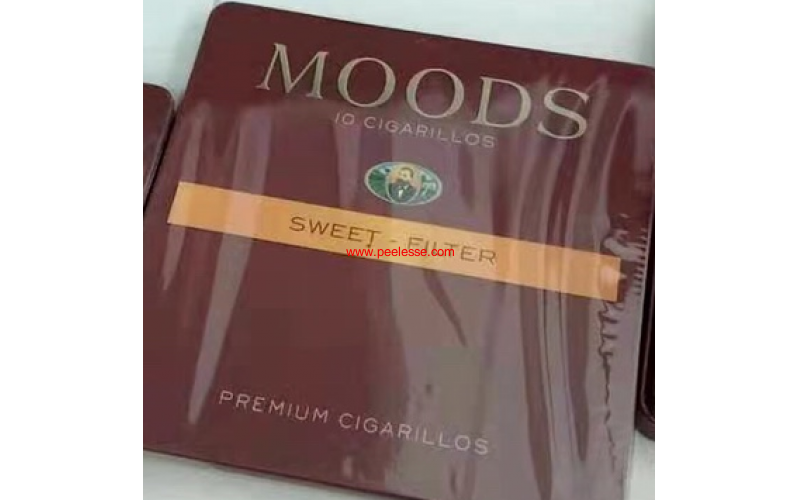 MOODS
10 CIGARILLOS
SWEET - FILTER
www.peelesse.com
PREMIUM CIGARILLOS